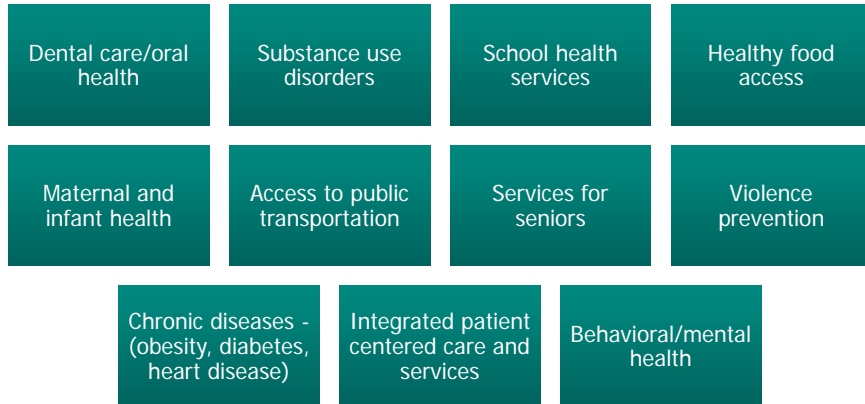 Dental care/oral
health
Substance use
disorders
School health
services
Healthy food
access
Maternal and
infant health
Access to public
transportation
Services for
seniors
Violence
prevention
Chronic diseases -
(obesity, diabetes,
heart disease)
Integrated patient
centered care and
services
Behavioral/mental
health